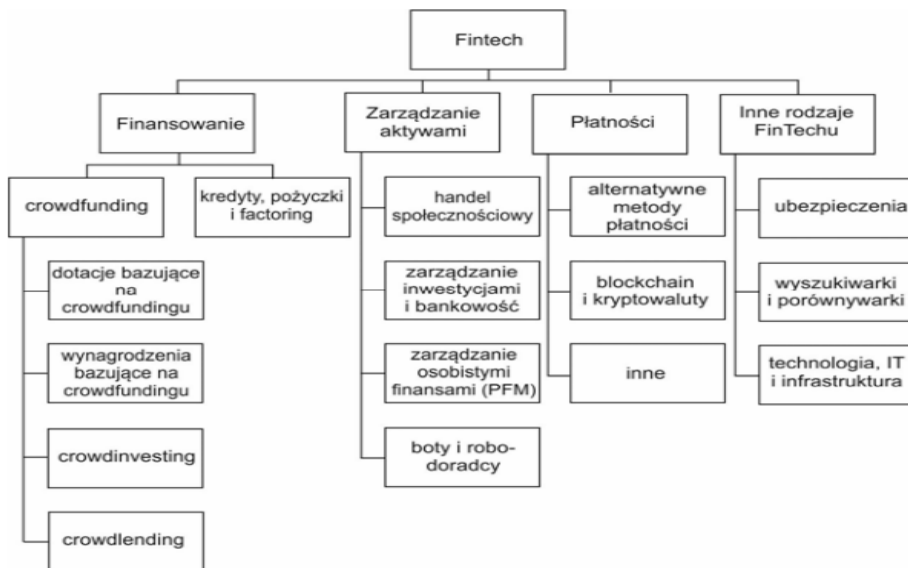 Fintech
Finansowanie
Zarządzanie
aktywami
Płatności
Inne rodzaje
FinTechu
crowdfunding
kredyty, pożyczki
i factoring
dotacje bazujące
na
crowdfundingu
wynagrodzenia
bazujące na
crowdfundingu
crowdinvesting
crowdlending
handel
społecznościowy
zarządzanie
inwestycjami
i bankowość
zarządzanie
osobistymi
finansami (PFM)
boty i robo-
doradcy
alternatywne
metody
płatności
blockchain
i kryptowaluty
inne
ubezpieczenia
wyszukiwarki
i porównywarki
technologia, IT
i infrastruktura